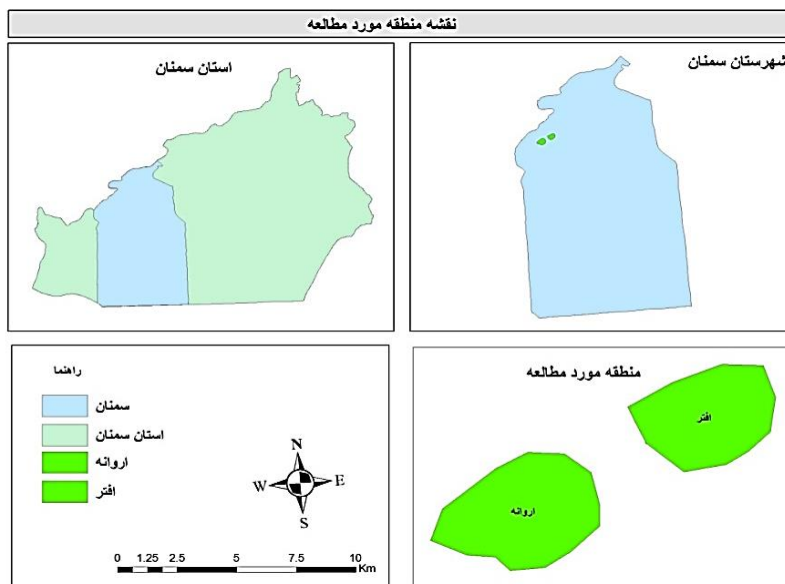 نقشه منطقه مورد مطالعه
شهرستان سمنان
استان سمنان
منطقه مورد مطالعه
افتر
اروانه
راهنما
سمنان
استان سمنان
اروانه
افتر
N
W E
S
0 1.25 2.5 5 7.5 10
Km